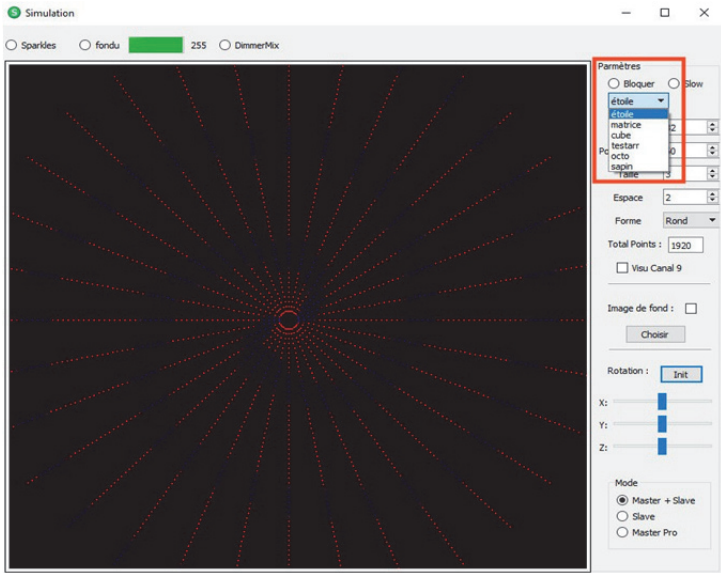 Simulation
Sparkles fondu 255 DimmerMix
Parmètres
Bloquer Slow
étoile
étoile
matrice
cube
testarr
octo
sapin
Taille 3
Espace 2
Forme Rond
Total Points : 1920
Visu Canal 9
Image de fond :
Choisir
Rotation : Init
X:
Y:
Z:
Mode
Master + Slave
Slave
Master Pro